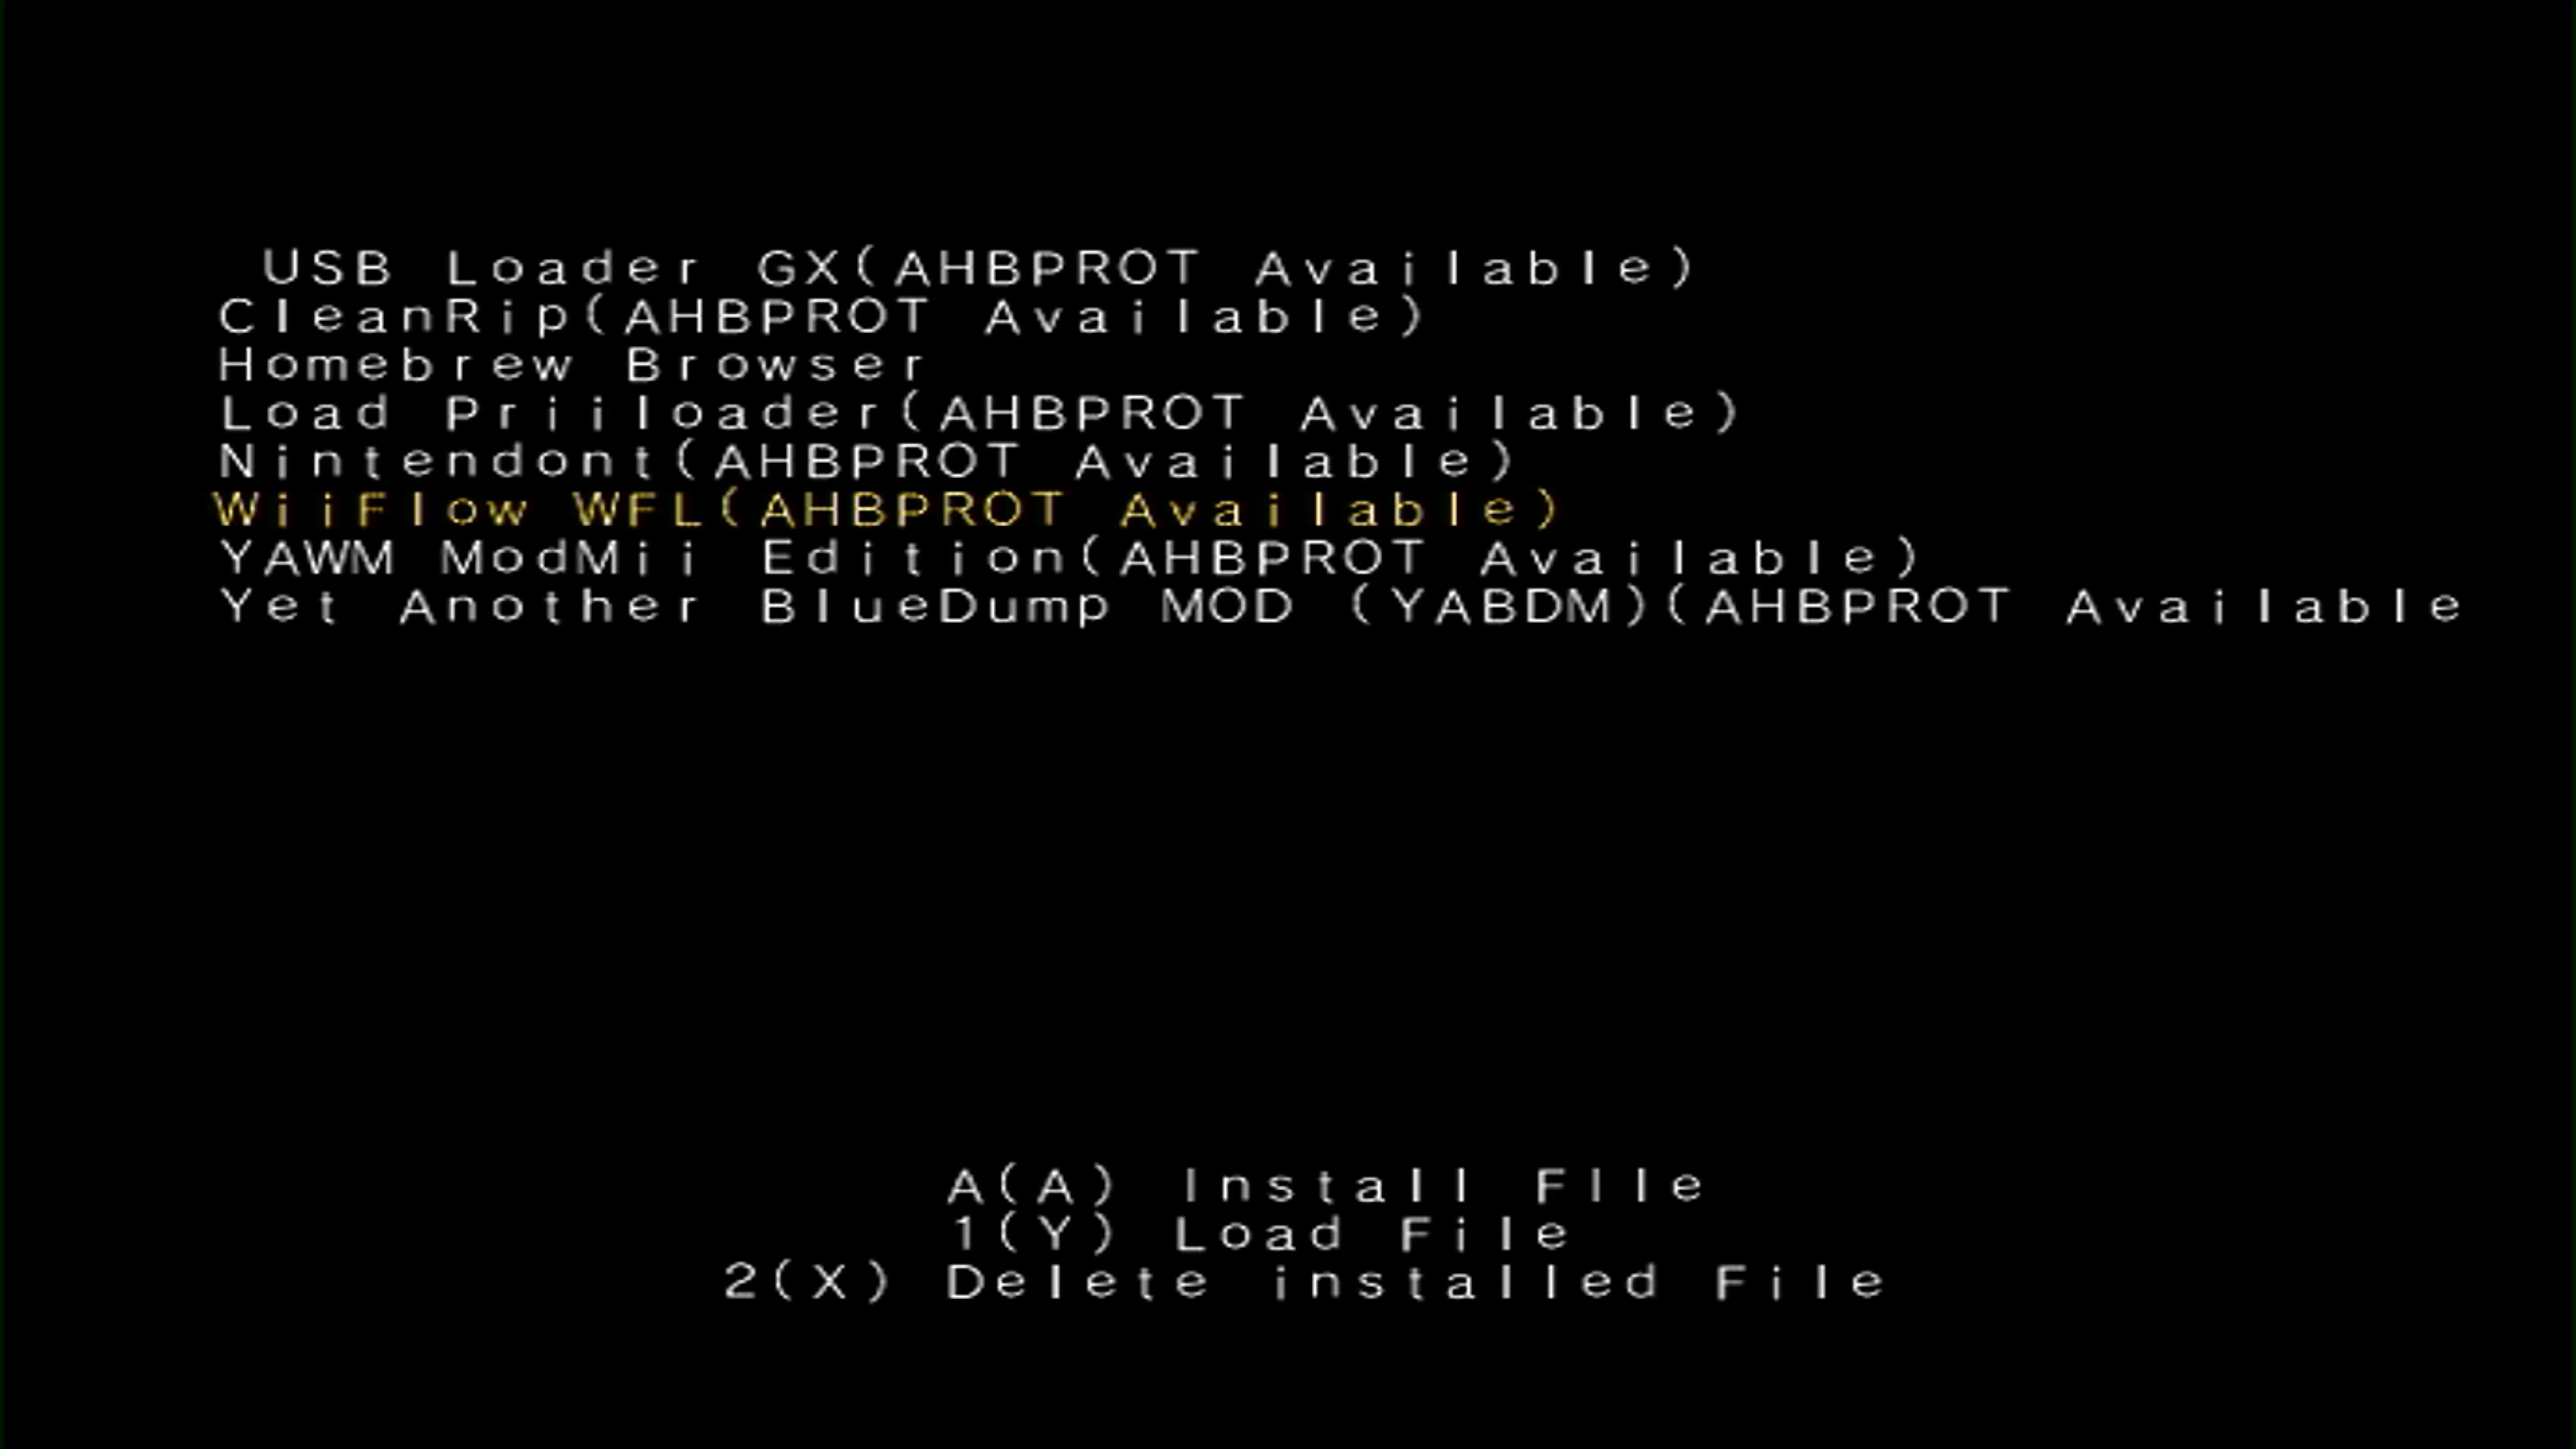 USB Loader GX(AHBPROT Available)
CleanRip(AHBPROT Available)
Homebrew Browser
Load Priiloader(AHBPROT Available)
Nintendont(AHBPROT Available)
WiiFlow WFL(AHBPROT Available)
YAWM ModMii Edition(AHBPROT Available)
Yet Another BlueDump MOD (YABDM)(AHBPROT Available
A(A) Install FIle
1(Y) Load File
2(X) Delete installed File